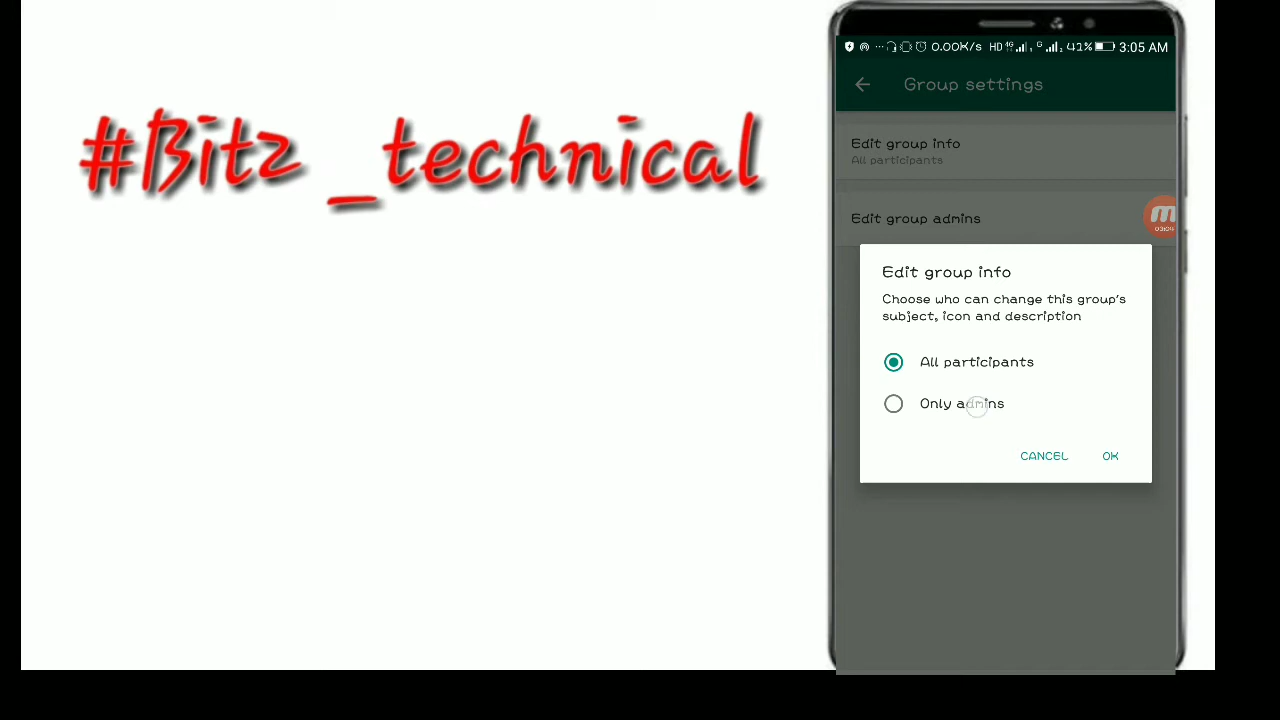 #Bitz _technical
0.00K/s HD 4G G 41% 3:05 AM
Group settings
Edit group info
All participants
Edit group admins
Edit group info
Choose who can change this group's
subject, icon and description
All participants
Only admins
CANCEL OK